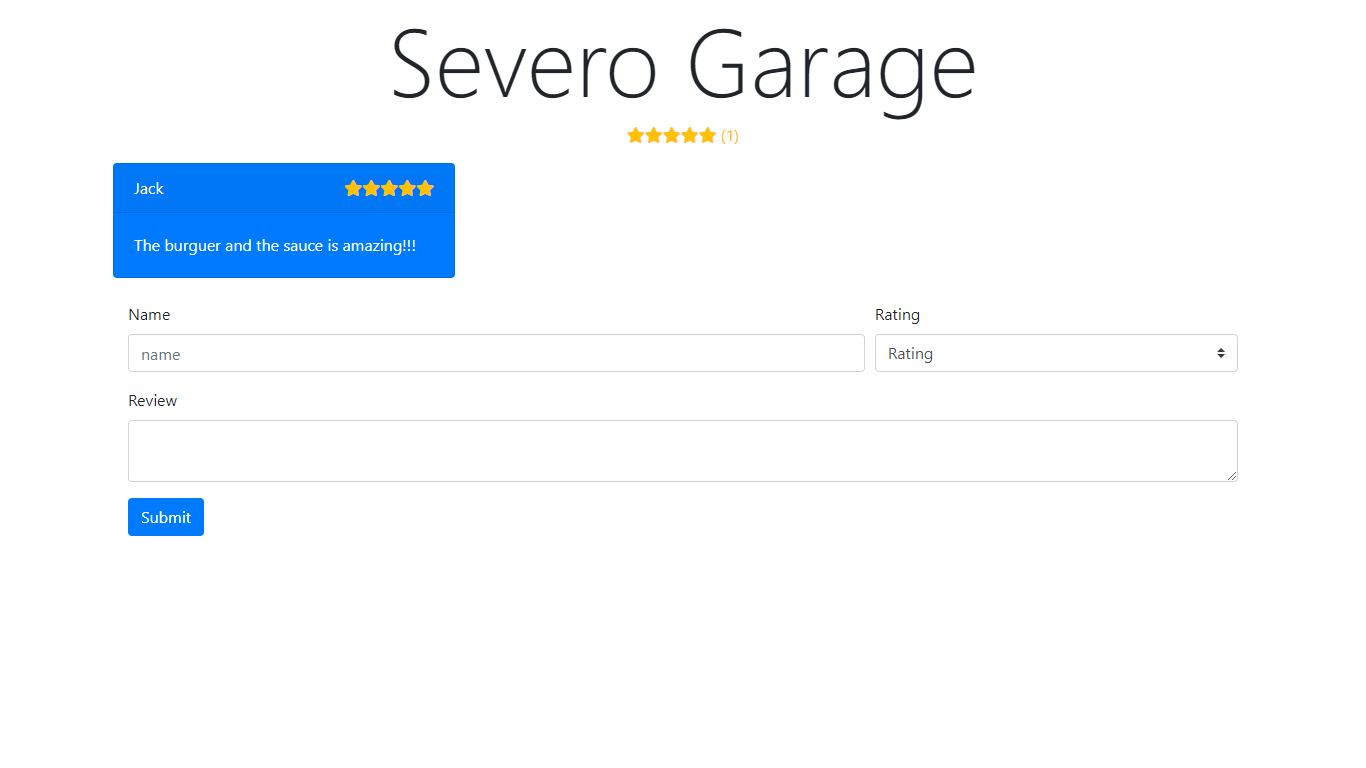 Severo Garage
(1)
Jack
The burguer and the sauce is amazing!!!
Name
Rating
name
Rating
Review
Submit